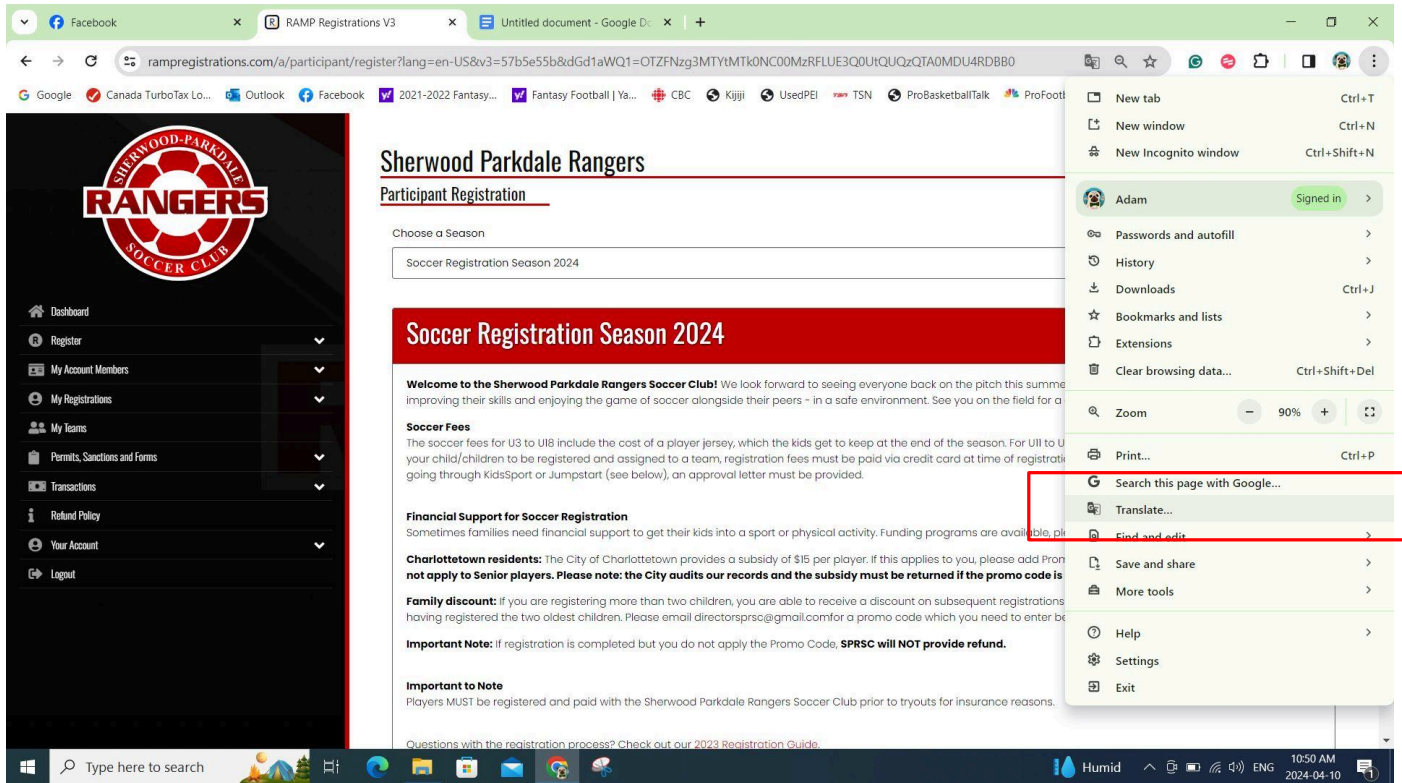 Facebook
RAMP Registrations V3
Untitled document - Google Do
rampregistrations.com/a/participant/register?lang=en-US&v3=57b5e55b&dGd1aWQ1=OTZFNzg3MTYtMTk0NC00MzRFLUE3Q0UtQUQzQTA0MDU4RDBB0
Google Canada TurboTax Lo... Outlook Facebook 2021-2022 Fantasy... Fantasy Football | Ya... CBC Kijiji UsedPEI TSN ProBasketballTalk ProFootb
SHERWOOD-PARKDALE
RANGERS
SOCCER CLUB
Dashboard
Register
My Account Members
My Registrations
My Teams
Permits, Sanctions and Forms
Transactions
Refund Policy
Your Account
Logout
Sherwood Parkdale Rangers
Participant Registration
Choose a Season
Soccer Registration Season 2024
Soccer Registration Season 2024
Welcome to the Sherwood Parkdale Rangers Soccer Club! We look forward to seeing everyone back on the pitch this summe
improving their skills and enjoying the game of soccer alongside their peers - in a safe environment. See you on the field for a
Soccer Fees
The soccer fees for U3 to U18 include the cost of a player jersey, which the kids get to keep at the end of the season. For U11 to U
your child/children to be registered and assigned to a team, registration fees must be paid via credit card at time of registratio
going through KidsSport or Jumpstart (see below), an approval letter must be provided.
Financial Support for Soccer Registration
Sometimes families need financial support to get their kids into a sport or physical activity. Funding programs are available, ple
Charlottetown residents: The City of Charlottetown provides a subsidy of $15 per player. If this applies to you, please add Prom
not apply to Senior players. Please note: the City audits our records and the subsidy must be returned if the promo code is
Family discount: If you are registering more than two children, you are able to receive a discount on subsequent registrations
having registered the two oldest children. Please email directorsprsc@gmail.comfor a promo code which you need to enter be
Important Note: If registration is completed but you do not apply the Promo Code, SPRSC will NOT provide refund.
Important to Note
Players MUST be registered and paid with the Sherwood Parkdale Rangers Soccer Club prior to tryouts for insurance reasons.
Questions with the registration process? Check out our 2023 Registration Guide.
New tab Ctrl+T
New window Ctrl+N
New Incognito window Ctrl+Shift+N
Adam Signed in
Passwords and autofill
History
Downloads Ctrl+J
Bookmarks and lists
Extensions
Clear browsing data... Ctrl+Shift+Del
Zoom - 90% +
Print... Ctrl+P
Search this page with Google...
Translate...
Find and edit
Save and share
More tools
Help
Settings
Exit
Type here to search
Humid
ENG
10:50 AM
2024-04-10
1